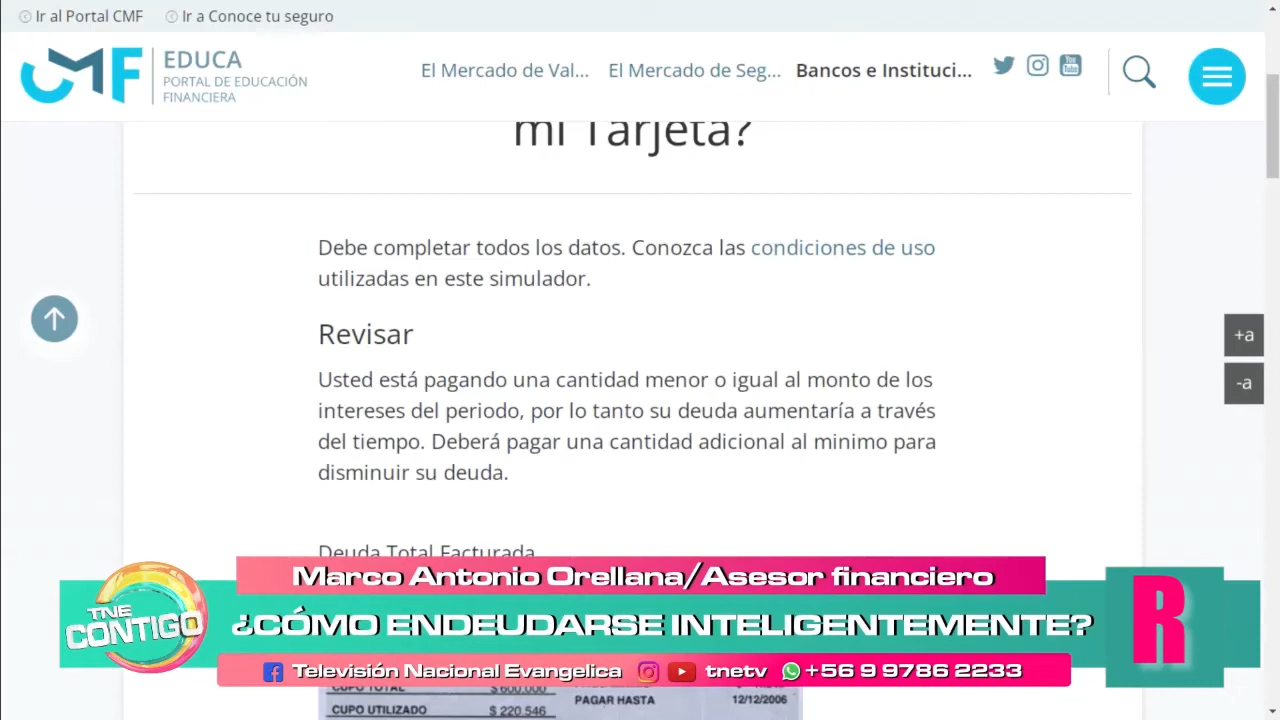 Ir al Portal CMF
Ir a Conoce tu seguro
CMF
EDUCA
PORTAL DE EDUCACIÓN
FINANCIERA
El Mercado de Val...
El Mercado de Seg...
Bancos e Instituci...
You Tube
mi Tarjeta?
Debe completar todos los datos. Conozca las condiciones de uso
utilizadas en este simulador.
Revisar
Usted está pagando una cantidad menor o igual al monto de los
intereses del periodo, por lo tanto su deuda aumentaría a través
del tiempo. Deberá pagar una cantidad adicional al minimo para
disminuir su deuda.
+a
-a
Deuda Total Facturada
Marco Antonio Orellana/Asesor financiero
TNE
CONTIGO
¿CÓMO ENDEUDARSE INTELIGENTEMENTE?
R
Televisión Nacional Evangelica
tnetv
+56 9 9786 2233
CUPO TOTAL $ 600.000
PAGAR HASTA 12/12/2006
CUPO UTILIZADO $ 220.546